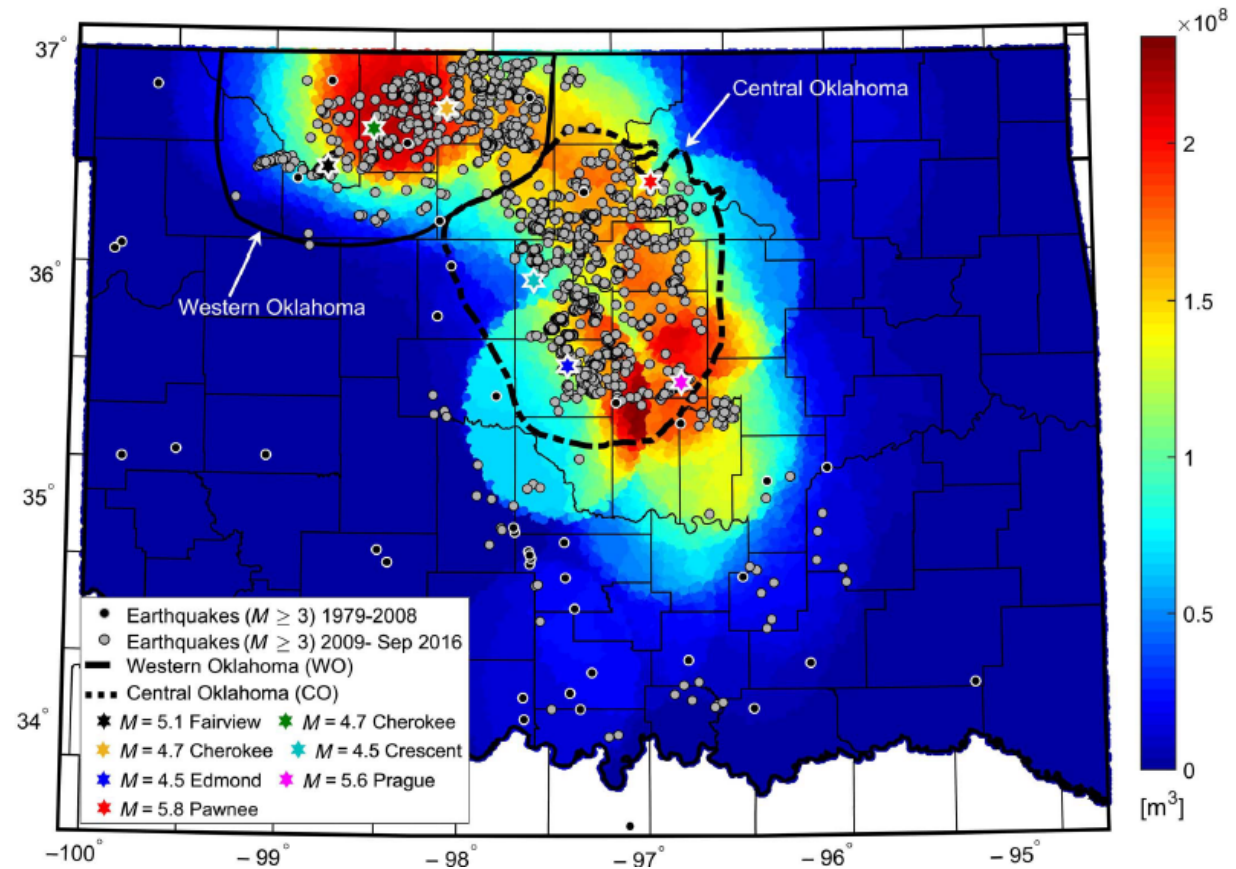 ×10⁸
37°
Central Oklahoma
2
36°
1.5
Western Oklahoma
1
35°
Earthquakes (M ≥ 3) 1979-2008
Earthquakes (M ≥ 3) 2009- Sep 2016
0.5
Western Oklahoma (WO)
Central Oklahoma (CO)
34°
M = 5.1 Fairview M = 4.7 Cherokee
M = 4.7 Cherokee M = 4.5 Crescent
M = 4.5 Edmond M = 5.6 Prague
0
M = 5.8 Pawnee
[m³]
−100° −99° −98° −97° −96° −95°